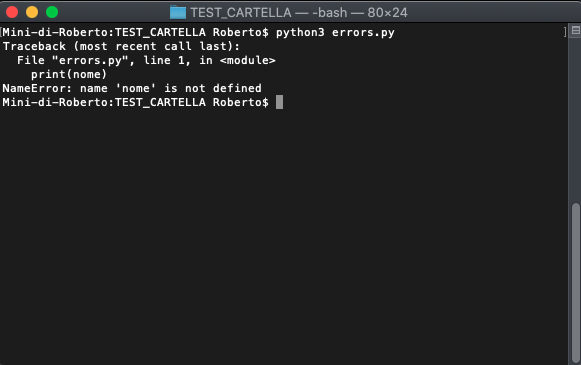 TEST_CARTELLA — -bash — 80×24
[Mini-di-Roberto:TEST_CARTELLA Roberto$ python3 errors.py ]
Traceback (most recent call last):
  File "errors.py", line 1, in <module>
    print(nome)
NameError: name 'nome' is not defined
Mini-di-Roberto:TEST_CARTELLA Roberto$